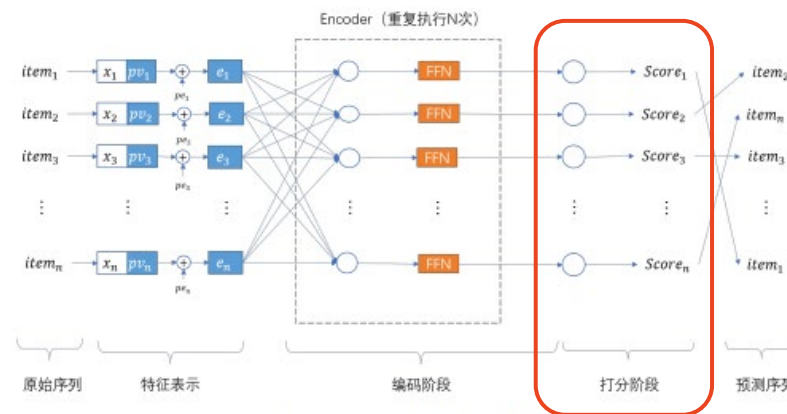 Encoder（重复执行N次）
item₁ x₁ pv₁ + e₁ FFN Score₁ item₂
pe₁
item₂ x₂ pv₂ + e₂ FFN Score₂ itemₙ
pe₂
item₃ x₃ pv₃ + e₃ FFN Score₃ item₃
⋮ ⋮ ⋮ ⋮ ⋮ ⋮ ⋮ ⋮
itemₙ xₙ pvₙ + eₙ FFN Scoreₙ item₁
peₙ
原始序列 特征表示 编码阶段 打分阶段 预测序列